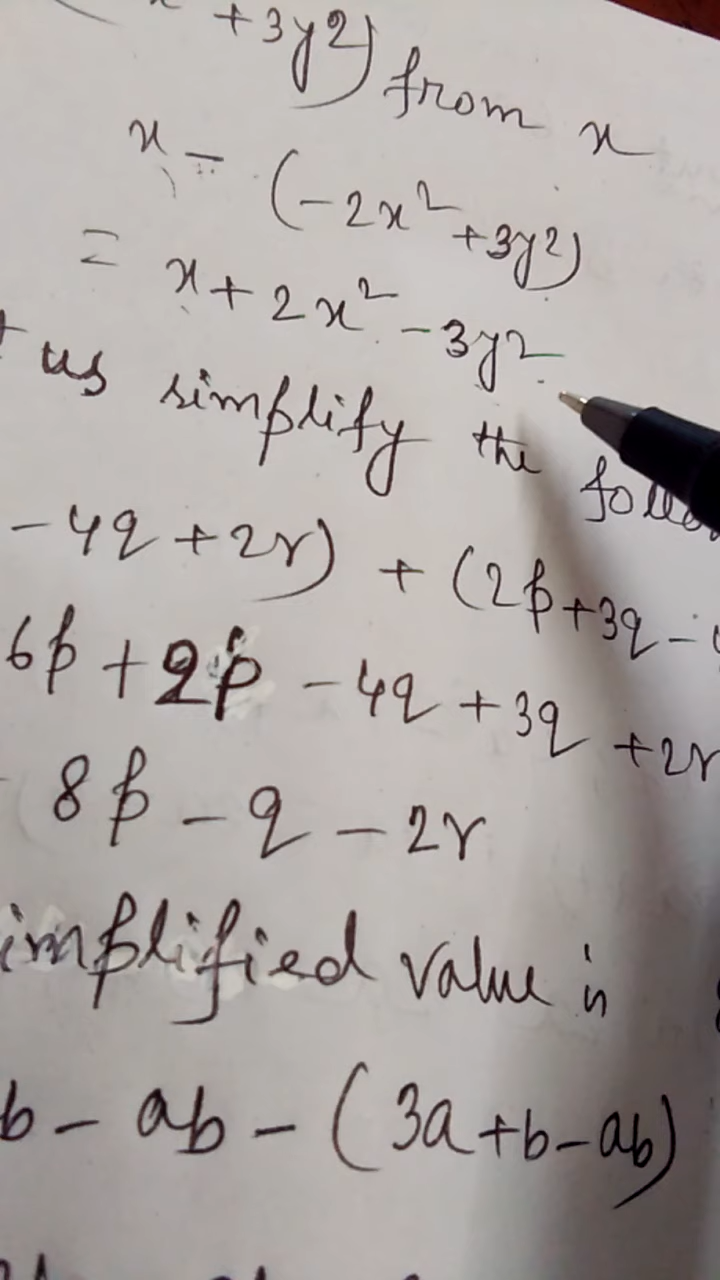 +3y2) from x
x - (-2x² +3y2)
= x + 2x² - 3y2
us simplify the
- 4q + 2r) + (2p + 3q -
6p + 2p - 4q + 3q + 2r
8p - q - 2r
implified value is
b - ab - (3a + b - ab)